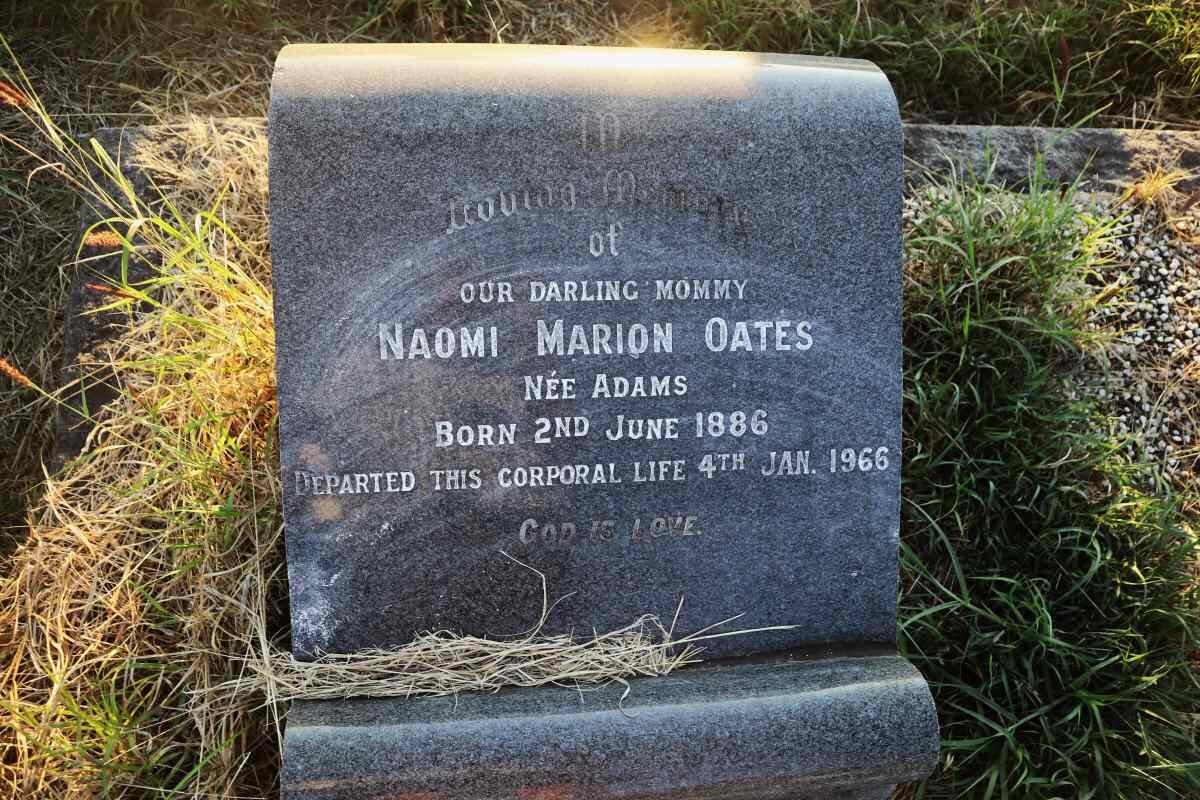 In
Loving Memory
of
OUR DARLING MOMMY
NAOMI MARION OATES
NÉE ADAMS
BORN 2ND JUNE 1886
DEPARTED THIS CORPORAL LIFE 4TH JAN. 1966
GOD IS LOVE.